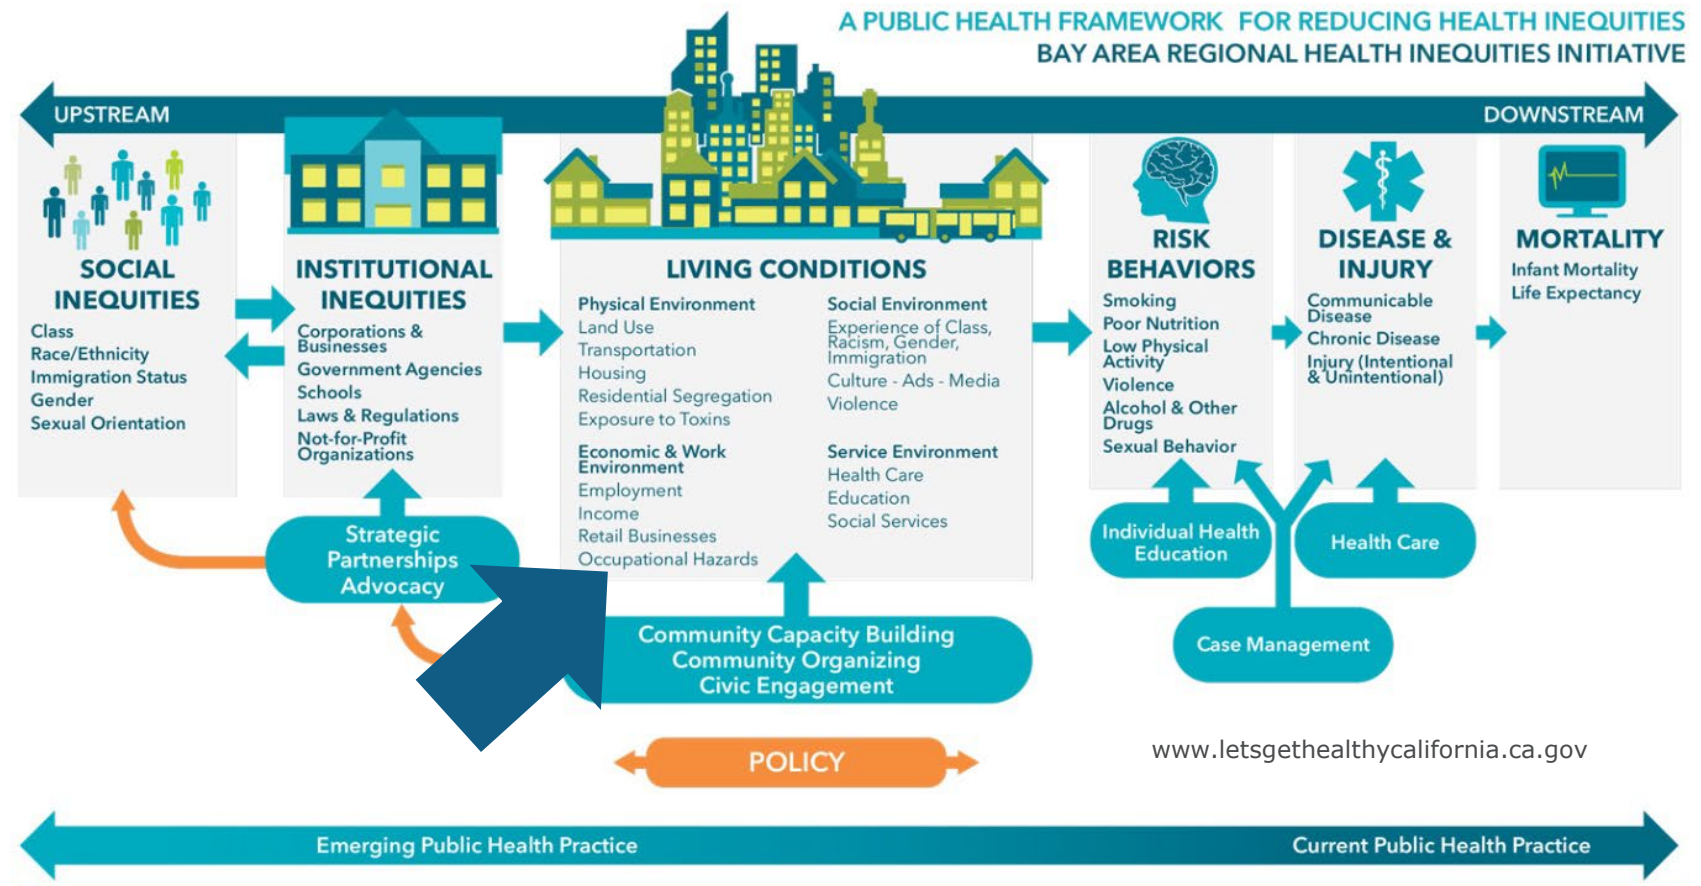 A PUBLIC HEALTH FRAMEWORK FOR REDUCING HEALTH INEQUITIES
BAY AREA REGIONAL HEALTH INEQUITIES INITIATIVE
UPSTREAM
DOWNSTREAM
SOCIAL
INEQUITIES
Class
Race/Ethnicity
Immigration Status
Gender
Sexual Orientation
INSTITUTIONAL
INEQUITIES
Corporations &
Businesses
Government Agencies
Schools
Laws & Regulations
Not-for-Profit
Organizations
LIVING CONDITIONS
Physical Environment
Land Use
Transportation
Housing
Residential Segregation
Exposure to Toxins
Economic & Work
Environment
Employment
Income
Retail Businesses
Occupational Hazards
Social Environment
Experience of Class,
Racism, Gender,
Immigration
Culture - Ads - Media
Violence
Service Environment
Health Care
Education
Social Services
RISK
BEHAVIORS
Smoking
Poor Nutrition
Low Physical
Activity
Violence
Alcohol & Other
Drugs
Sexual Behavior
DISEASE &
INJURY
Communicable
Disease
Chronic Disease
Injury (Intentional
& Unintentional)
MORTALITY
Infant Mortality
Life Expectancy
Strategic
Partnerships
Advocacy
Community Capacity Building
Community Organizing
Civic Engagement
Individual Health
Education
Health Care
Case Management
POLICY
www.letsgethealthycalifornia.ca.gov
Emerging Public Health Practice
Current Public Health Practice